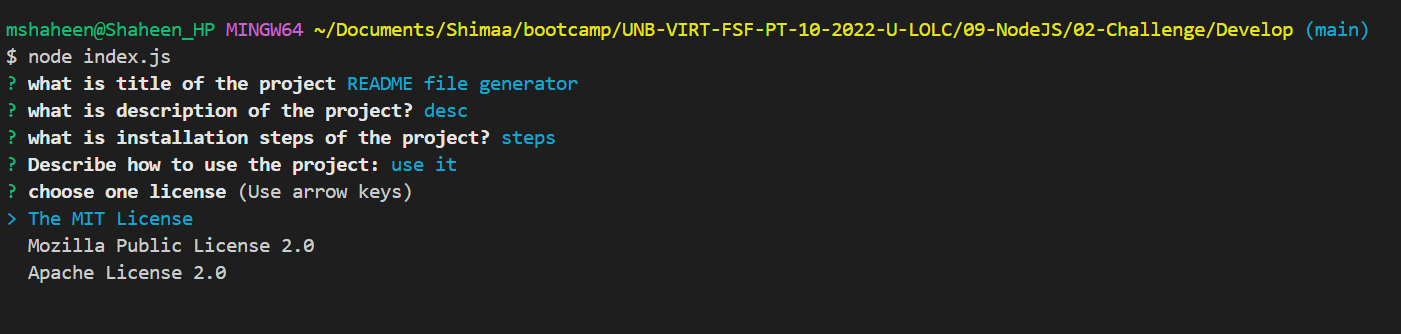 mshaheen@Shaheen_HP MINGW64 ~/Documents/Shimaa/bootcamp/UNB-VIRT-FSF-PT-10-2022-U-LOLC/09-NodeJS/02-Challenge/Develop (main)
$ node index.js
? what is title of the project README file generator
? what is description of the project? desc
? what is installation steps of the project? steps
? Describe how to use the project: use it
? choose one license (Use arrow keys)
> The MIT License
Mozilla Public License 2.0
Apache License 2.0